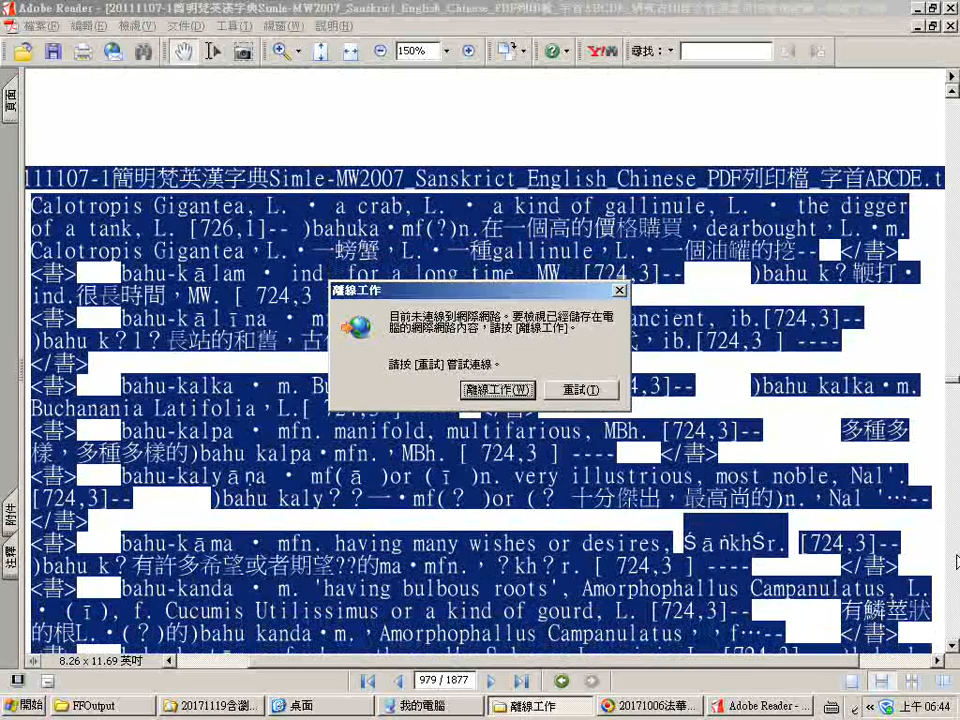 Adobe Reader - [20111107-1簡明梵英漢字典Simle-MW2007_Sanskrict_English_Chinese_PDF列印檔_字首ABCDE.
檔案(F) 編輯(E) 檢視(V) 文件(D) 工具(T) 視窗(W) 說明(H)
150% Y! 尋找：
頁面
附件
注釋
111107-1簡明梵英漢字典Simle-MW2007_Sanskrict_English_Chinese_PDF列印檔_字首ABCDE.t
Calotropis Gigantea, L. • a crab, L. • a kind of gallinule, L. • the digger
of a tank, L. [726,1]-- )bahuka•mf(?)n.在一個高的價格購買，dearbought，L.•m.
Calotropis Gigantea，L.•一螃蟹，L.•一種gallinule，L.•一個油罐的挖-- </書>
<書> bahu-kālam • ind. for a long time, MW. [724,3]-- )bahu k？鞭打•
ind.很長時間，MW. [ 724,3
<書> bahu-kālīna • ancient, ib.[724,3]--
)bahu k？l？長站的和舊，古 ，ib.[724,3 ] ----
</書>
<書> bahu-kalka • m. Bu 4,3]-- )bahu kalka•m.
Buchanania Latifolia，L.[ 724,3 </書>
<書> bahu-kalpa • mfn. manifold, multifarious, MBh. [724,3]-- 多種多
樣，多種多樣的)bahu kalpa•mfn.，MBh. [ 724,3 ] ---- </書>
<書> bahu-kalyāṇa • mf(ā )or (ī )n. very illustrious, most noble, Nal'.
[724,3]-- )bahu kaly？？一•mf(？ )or (？ 十分傑出，最高尚的)n.，Nal '…--
</書>
<書> bahu-kāma • mfn. having many wishes or desires, ŚāṅkhŚr. [724,3]--
)bahu k？有許多希望或者期望??的ma•mfn.，？kh？r. [ 724,3 ] ---- </書>
<書> bahu-kanda • m. 'having bulbous roots', Amorphophallus Campanulatus, L.
• (ī), f. Cucumis Utilissimus or a kind of gourd, L. [724,3]-- 有鱗莖狀
的根L.•(？)的)bahu kanda•m.，Amorphophallus Campanulatus，，f…-- </書>
離線工作
目前未連線到網際網路。要檢視已經儲存在電
腦的網際網路內容，請按 [離線工作]。
請按 [重試] 嘗試連線。
離線工作(W) 重試(T)
8.26 x 11.69 英吋
979 / 1877
開始 FFOutput 20171119含瀏... 桌面 我的電腦 離線工作 20171006法華... Adobe Reader - ... 上午 06:44